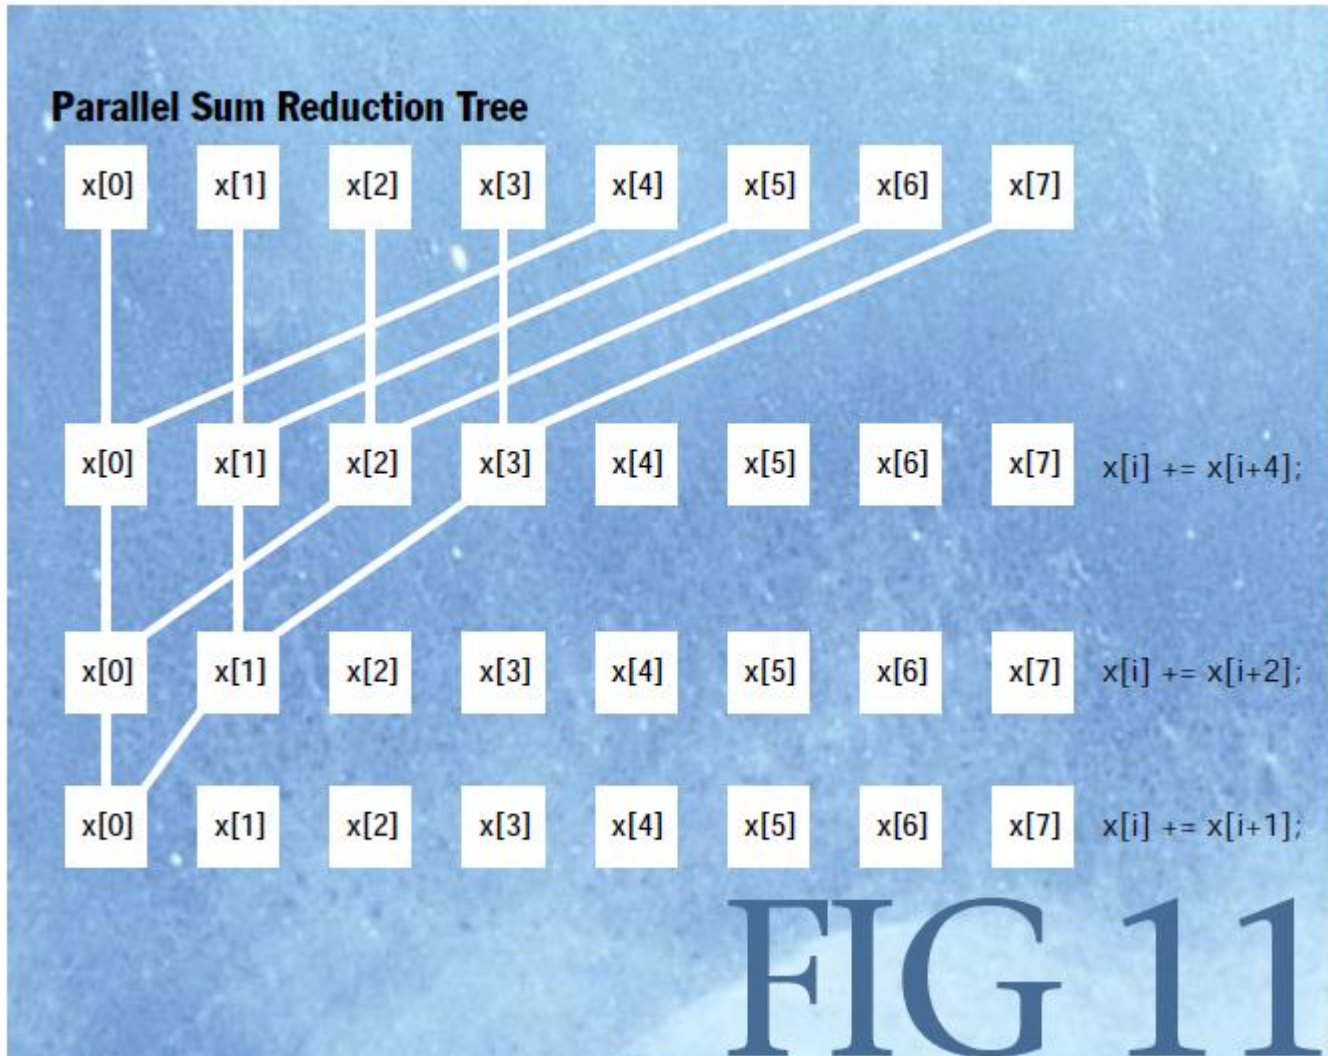 Parallel Sum Reduction Tree
x[0] x[1] x[2] x[3] x[4] x[5] x[6] x[7]
x[0] x[1] x[2] x[3] x[4] x[5] x[6] x[7] x[i] += x[i+4];
x[0] x[1] x[2] x[3] x[4] x[5] x[6] x[7] x[i] += x[i+2];
x[0] x[1] x[2] x[3] x[4] x[5] x[6] x[7] x[i] += x[i+1];
FIG 11